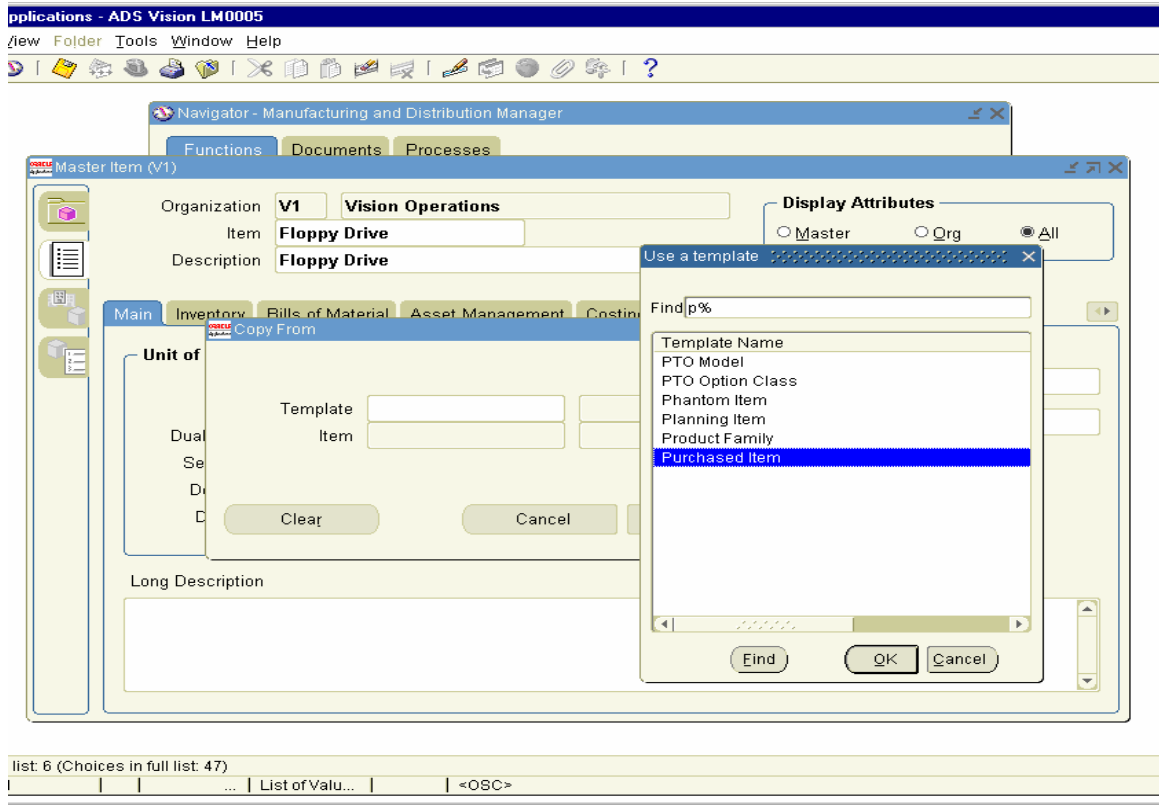 pplications - ADS Vision LM0005
View Folder Tools Window Help
Navigator - Manufacturing and Distribution Manager
Functions Documents Processes
Master Item (V1)
Organization V1 Vision Operations
Display Attributes
Master Org All
Item Floppy Drive
Description Floppy Drive
Use a template
Find p%
Main Inventory Bills of Material Asset Management Costin
Copy From
Unit of
Template Name
PTO Model
PTO Option Class
Phantom Item
Planning Item
Product Family
Purchased Item
Template
Dual Item
Se
D
D
Clear Cancel
Long Description
Find OK Cancel
list: 6 (Choices in full list: 47)
... List of Valu... <OSC>